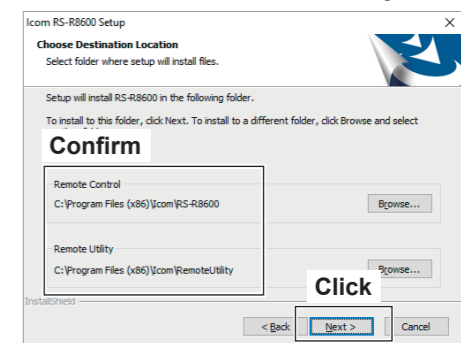 Icom RS-R8600 Setup
Choose Destination Location
Select folder where setup will install files.
Setup will install RS-R8600 in the following folder.
To install to this folder, click Next. To install to a different folder, click Browse and select
Confirm
Remote Control
C:\Program Files (x86)\Icom\RS-R8600
Browse...
Remote Utility
C:\Program Files (x86)\Icom\RemoteUtility
Browse...
Click
InstallShield
< Back
Next >
Cancel